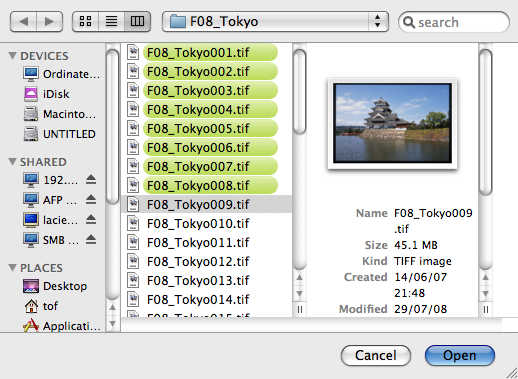 F08_Tokyo
search
DEVICES
Ordinate...
iDisk
Macinto...
UNTITLED
SHARED
192....
AFP ...
lacie...
SMB ...
PLACES
Desktop
tof
Applicati...
F08_Tokyo001.tif
F08_Tokyo002.tif
F08_Tokyo003.tif
F08_Tokyo004.tif
F08_Tokyo005.tif
F08_Tokyo006.tif
F08_Tokyo007.tif
F08_Tokyo008.tif
F08_Tokyo009.tif
F08_Tokyo010.tif
F08_Tokyo011.tif
F08_Tokyo012.tif
F08_Tokyo013.tif
F08_Tokyo014.tif
F08_Tokyo015.tif
Name F08_Tokyo009
.tif
Size 45.1 MB
Kind TIFF image
Created 14/06/07
21:48
Modified 29/07/08
Cancel Open